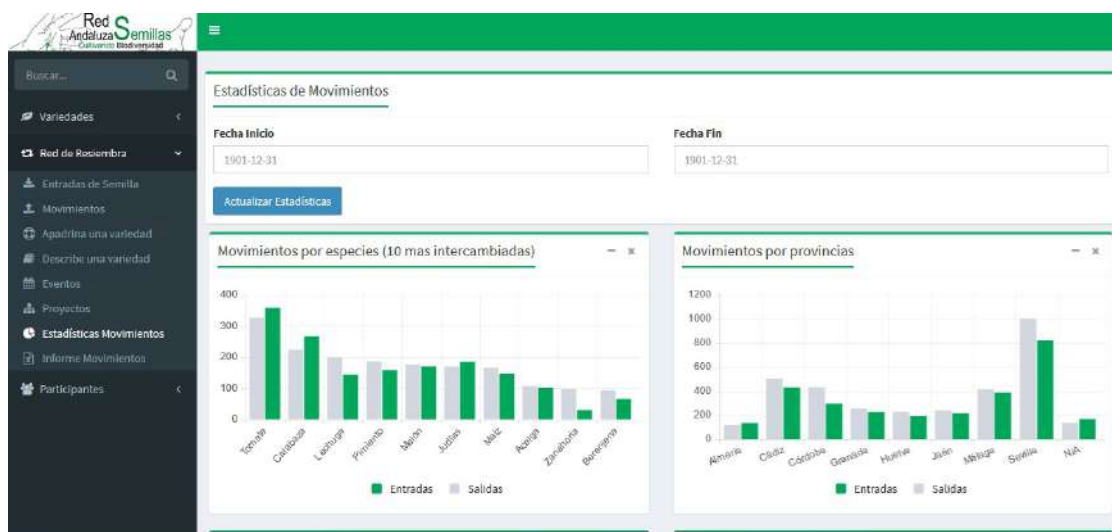 Red
Andaluza Semillas
Cultivando Biodiversidad
Buscar...
Variedades
Red de Resiembra
Entradas de Semilla
Movimientos
Apadrina una variedad
Describe una variedad
Eventos
Proyectos
Estadísticas Movimientos
Informe Movimientos
Participantes
Estadísticas de Movimientos
Fecha Inicio
1901-12-31
Fecha Fin
1901-12-31
Actualizar Estadísticas
Movimientos por especies (10 mas intercambiadas)
400
300
200
100
0
Tomate
Calabaza
Lechuga
Pimiento
Melón
Judías
Maíz
Acelga
Zanahoria
Berenjena
Entradas
Salidas
Movimientos por provincias
1200
1000
800
600
400
200
0
Almería
Cádiz
Córdoba
Granada
Huelva
Jaén
Málaga
Sevilla
N/A
Entradas
Salidas